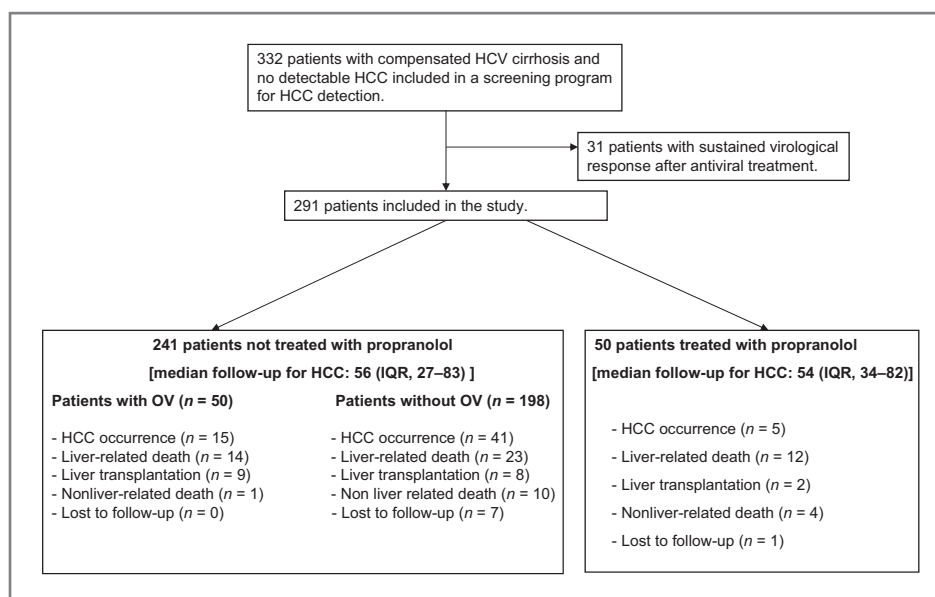 332 patients with compensated HCV cirrhosis and
no detectable HCC included in a screening program
for HCC detection.
31 patients with sustained virological
response after antiviral treatment.
291 patients included in the study.
241 patients not treated with propranolol
[median follow-up for HCC: 56 (IQR, 27–83) ]
Patients with OV (n = 50)
- HCC occurrence (n = 15)
- Liver-related death (n = 14)
- Liver transplantation (n = 9)
- Nonliver-related death (n = 1)
- Lost to follow-up (n = 0)
Patients without OV (n = 198)
- HCC occurrence (n = 41)
- Liver-related death (n = 23)
- Liver transplantation (n = 8)
- Non liver related death (n = 10)
- Lost to follow-up (n = 7)
50 patients treated with propranolol
[median follow-up for HCC: 54 (IQR, 34–82)]
- HCC occurrence (n = 5)
- Liver-related death (n = 12)
- Liver transplantation (n = 2)
- Nonliver-related death (n = 4)
- Lost to follow-up (n = 1)